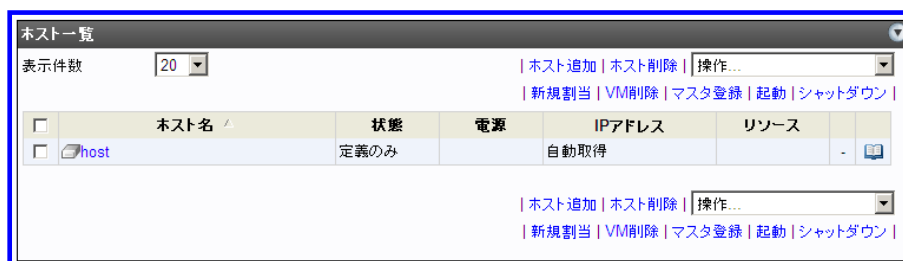 ホスト一覧
表示件数 20 | ホスト追加 | ホスト削除 | 操作...
| 新規割当 | VM削除 | マスタ登録 | 起動 | シャットダウン |
ホスト名 状態 電源 IPアドレス リソース
host 定義のみ 自動取得 -
| ホスト追加 | ホスト削除 | 操作...
| 新規割当 | VM削除 | マスタ登録 | 起動 | シャットダウン |